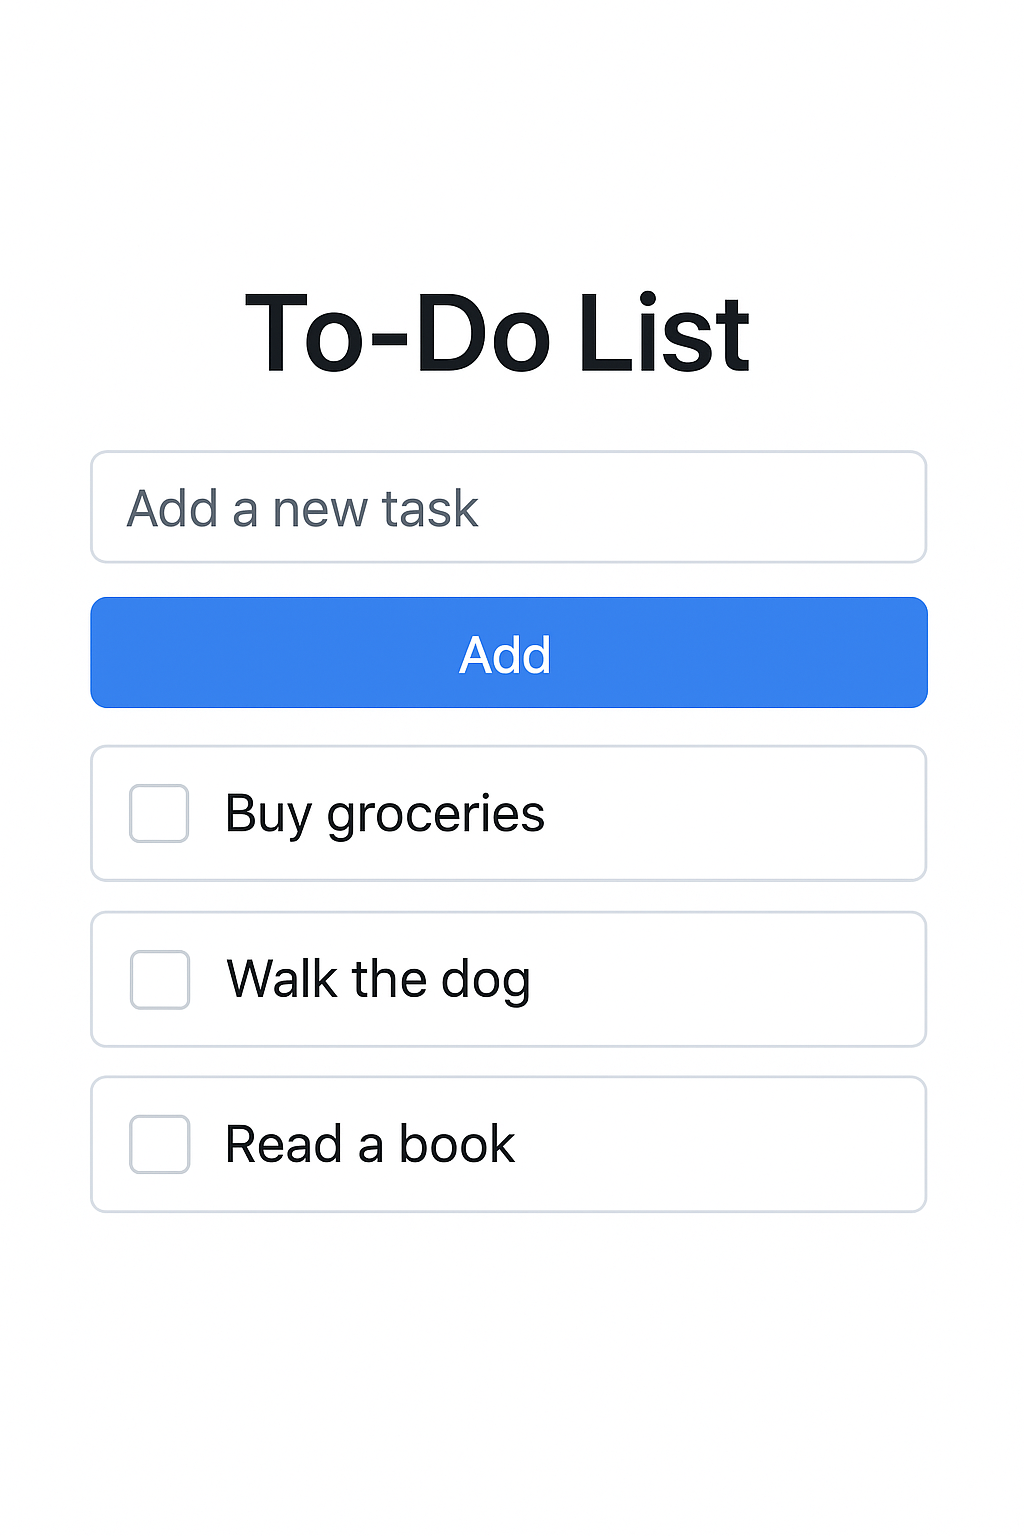 To-Do List
Add a new task
Add
Buy groceries
Walk the dog
Read a book